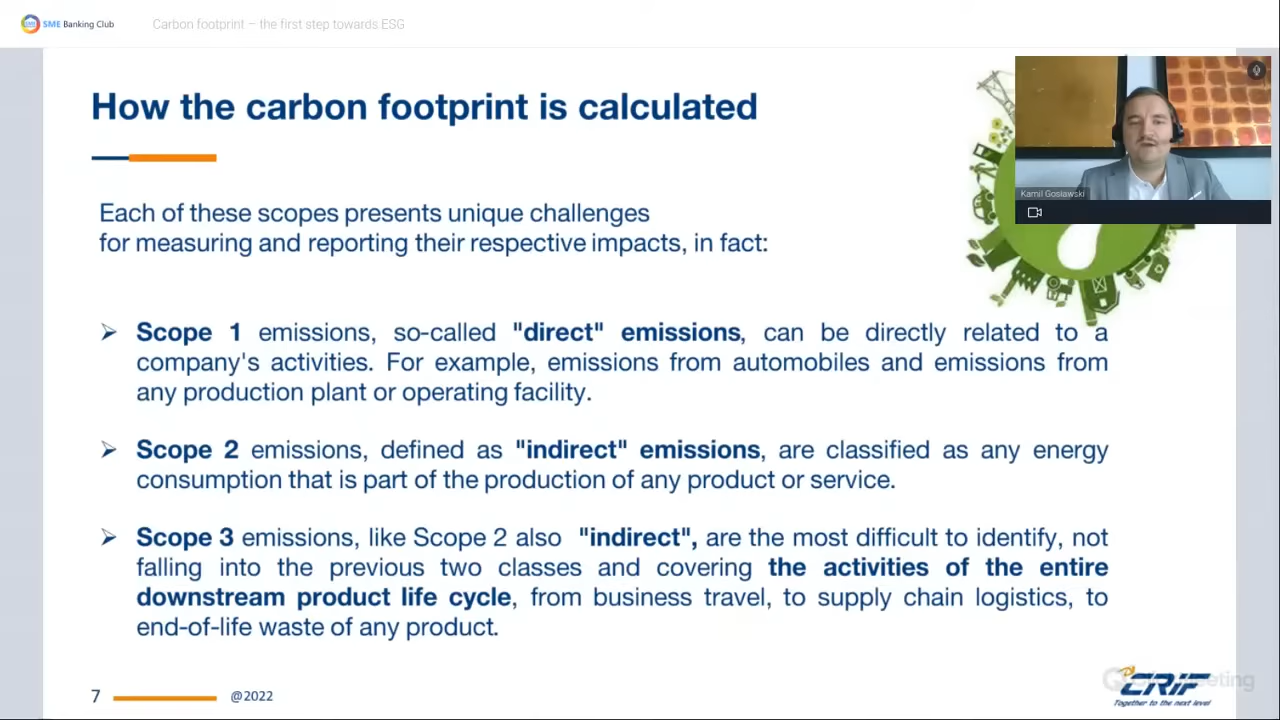 SME Banking Club
Carbon footprint – the first step towards ESG
How the carbon footprint is calculated
Kamil Gosławski
Each of these scopes presents unique challenges
for measuring and reporting their respective impacts, in fact:
➢ Scope 1 emissions, so-called "direct" emissions, can be directly related to a
company's activities. For example, emissions from automobiles and emissions from
any production plant or operating facility.
➢ Scope 2 emissions, defined as "indirect" emissions, are classified as any energy
consumption that is part of the production of any product or service.
➢ Scope 3 emissions, like Scope 2 also "indirect", are the most difficult to identify, not
falling into the previous two classes and covering the activities of the entire
downstream product life cycle, from business travel, to supply chain logistics, to
end-of-life waste of any product.
7
@2022
CRIF
Together to the next level